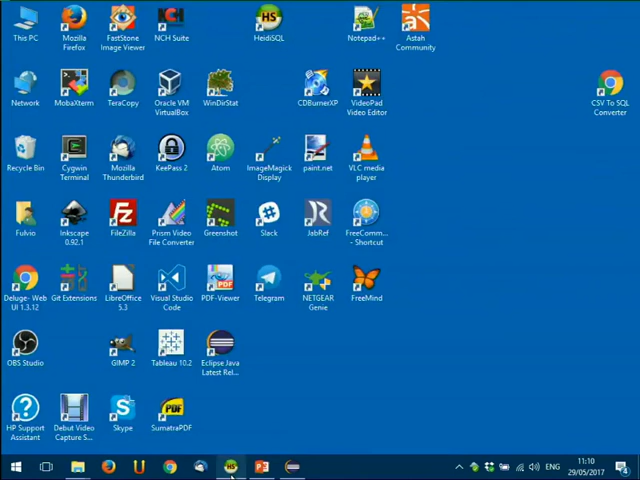 This PC
Mozilla
Firefox
FastStone
Image Viewer
NCH Suite
HeidiSQL
Notepad++
Astah
Community
Network
MobaXterm
TeraCopy
Oracle VM
VirtualBox
WinDirStat
CDBurnerXP
VideoPad
Video Editor
CSV To SQL
Converter
Recycle Bin
Cygwin
Terminal
Mozilla
Thunderbird
KeePass 2
Atom
ImageMagick
Display
paint.net
VLC media
player
Fulvio
Inkscape
0.92.1
FileZilla
Prism Video
File Converter
Greenshot
Slack
JabRef
FreeComm...
- Shortcut
Deluge- Web
UI 1.3.12
Git Extensions
LibreOffice
5.3
Visual Studio
Code
PDF-Viewer
Telegram
NETGEAR
Genie
FreeMind
OBS Studio
GIMP 2
Tableau 10.2
Eclipse Java
Latest Rel...
HP Support
Assistant
Debut Video
Capture S...
Skype
SumatraPDF
ENG
11:10
29/05/2017